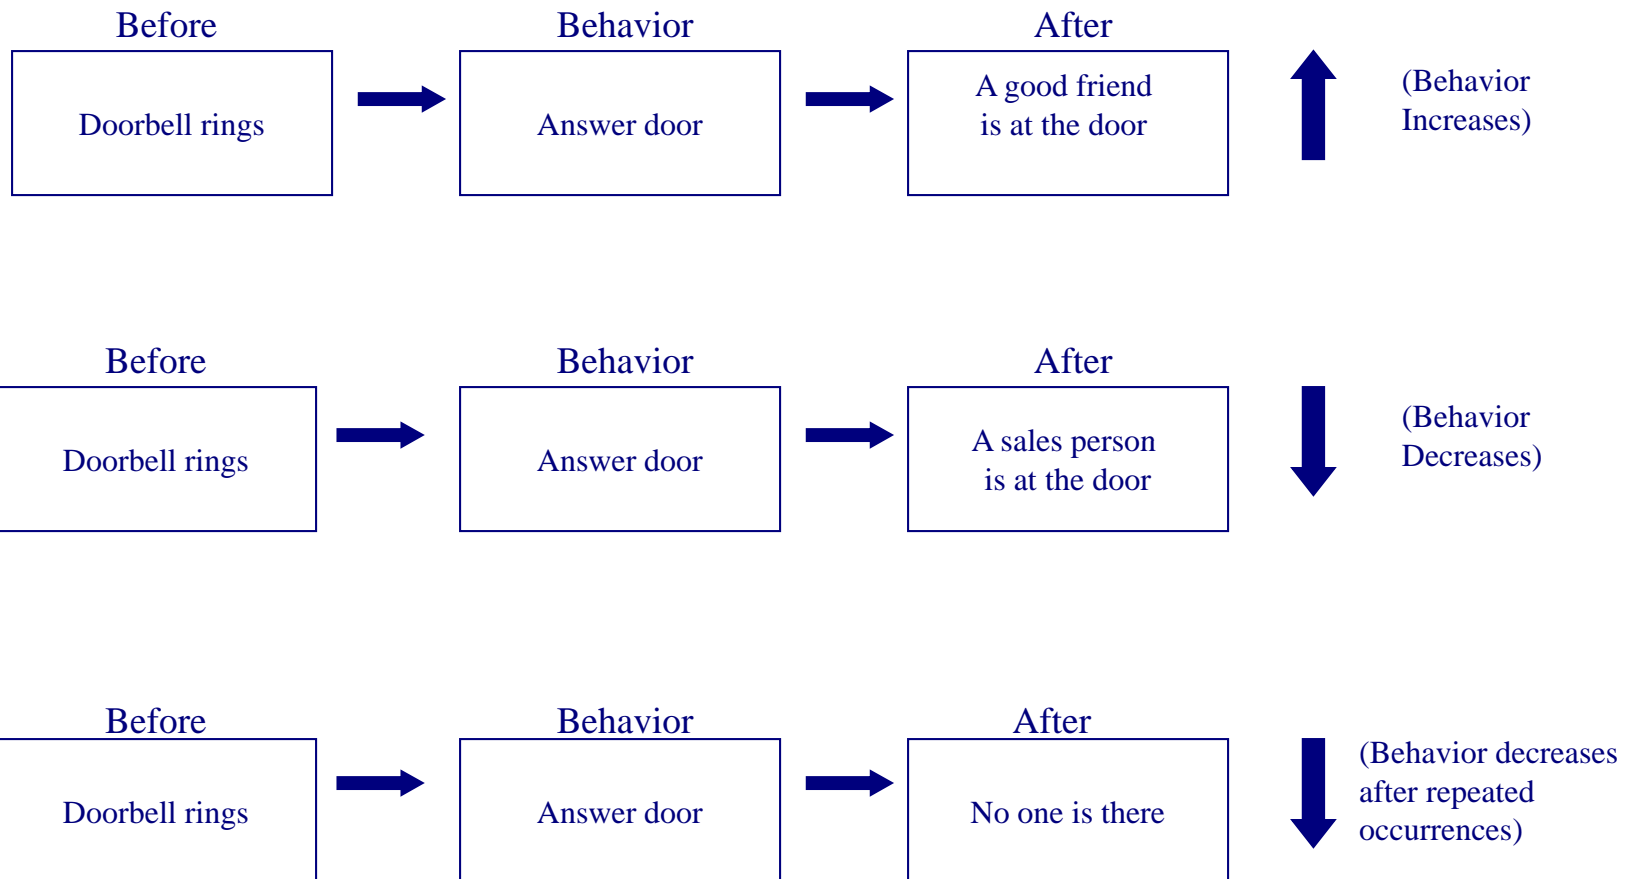 Before
Behavior
After
Doorbell rings
Answer door
A good friend
is at the door
(Behavior
Increases)
Before
Behavior
After
Doorbell rings
Answer door
A sales person
is at the door
(Behavior
Decreases)
Before
Behavior
After
Doorbell rings
Answer door
No one is there
(Behavior decreases
after repeated
occurrences)